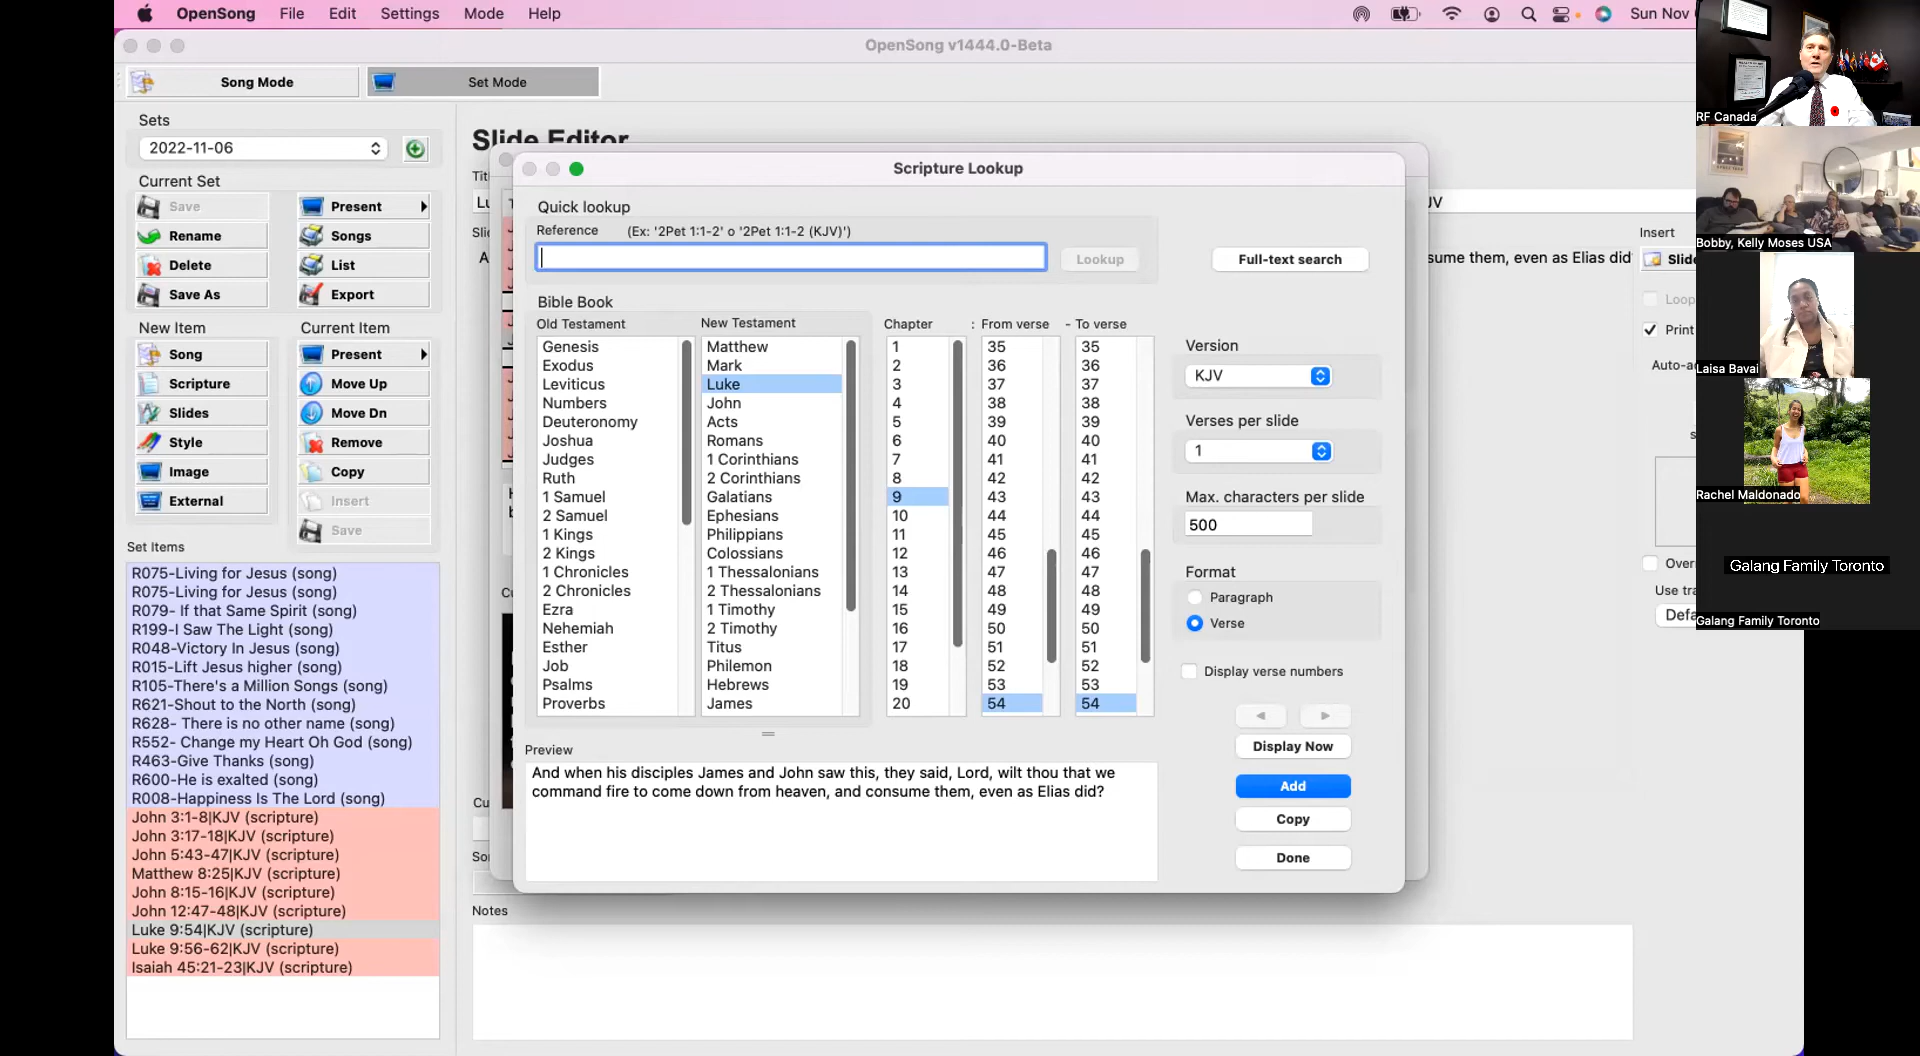 OpenSong File Edit Settings Mode Help
Sun Nov
OpenSong v1444.0-Beta
Song Mode
Set Mode
Sets
2022-11-06
Current Set
Save
Present
Rename
Songs
Delete
List
Save As
Export
New Item
Current Item
Song
Present
Scripture
Move Up
Slides
Move Dn
Style
Remove
Image
Copy
External
Insert
Save
Set Items
R075-Living for Jesus (song)
R075-Living for Jesus (song)
R079- If that Same Spirit (song)
R199-I Saw The Light (song)
R048-Victory In Jesus (song)
R015-Lift Jesus higher (song)
R105-There's a Million Songs (song)
R621-Shout to the North (song)
R628- There is no other name (song)
R552- Change my Heart Oh God (song)
R463-Give Thanks (song)
R600-He is exalted (song)
R008-Happiness Is The Lord (song)
John 3:1-8|KJV (scripture)
John 3:17-18|KJV (scripture)
John 5:43-47|KJV (scripture)
Matthew 8:25|KJV (scripture)
John 8:15-16|KJV (scripture)
John 12:47-48|KJV (scripture)
Luke 9:54|KJV (scripture)
Luke 9:56-62|KJV (scripture)
Isaiah 45:21-23|KJV (scripture)
Slide Editor
Scripture Lookup
Quick lookup
Reference (Ex: '2Pet 1:1-2' o '2Pet 1:1-2 (KJV)')
Lookup
Full-text search
Bible Book
Old Testament
Genesis
Exodus
Leviticus
Numbers
Deuteronomy
Joshua
Judges
Ruth
1 Samuel
2 Samuel
1 Kings
2 Kings
1 Chronicles
2 Chronicles
Ezra
Nehemiah
Esther
Job
Psalms
Proverbs
New Testament
Matthew
Mark
Luke
John
Acts
Romans
1 Corinthians
2 Corinthians
Galatians
Ephesians
Philippians
Colossians
1 Thessalonians
2 Thessalonians
1 Timothy
2 Timothy
Titus
Philemon
Hebrews
James
Chapter
1
2
3
4
5
6
7
8
9
10
11
12
13
14
15
16
17
18
19
20
: From verse
35
36
37
38
39
40
41
42
43
44
45
46
47
48
49
50
51
52
53
54
- To verse
35
36
37
38
39
40
41
42
43
44
45
46
47
48
49
50
51
52
53
54
Version
KJV
Verses per slide
1
Max. characters per slide
500
Format
Paragraph
Verse
Display verse numbers
Display Now
Add
Copy
Done
Preview
And when his disciples James and John saw this, they said, Lord, wilt thou that we
command fire to come down from heaven, and consume them, even as Elias did?
Notes
JV
sume them, even as Elias did
Insert
Slide
Loop
Print
Auto-a
Over
Use tra
Defa
RF Canada
Bobby, Kelly Moses USA
Laisa Bavai
Rachel Maldonado
Galang Family Toronto
Galang Family Toronto